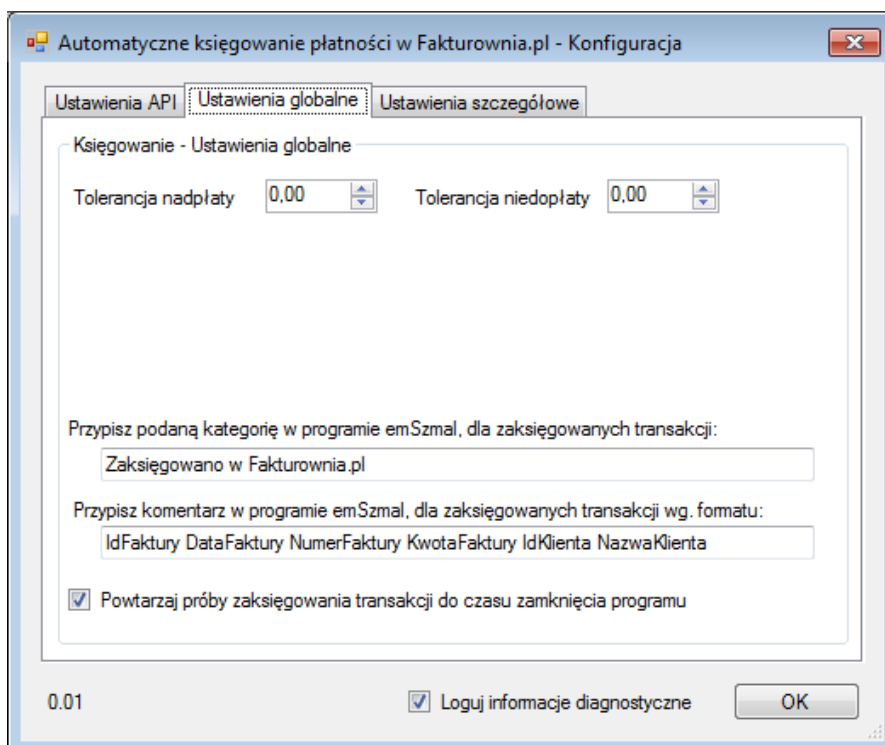 Automatyczne księgowanie płatności w Fakturownia.pl - Konfiguracja
Ustawienia API Ustawienia globalne Ustawienia szczegółowe
Księgowanie - Ustawienia globalne
Tolerancja nadpłaty 0,00 Tolerancja niedopłaty 0,00
Przypisz podaną kategorię w programie emSzmal, dla zaksięgowanych transakcji:
Zaksięgowano w Fakturownia.pl
Przypisz komentarz w programie emSzmal, dla zaksięgowanych transakcji wg. formatu:
IdFaktury DataFaktury NumerFaktury KwotaFaktury IdKlienta NazwaKlienta
Powtarzaj próby zaksięgowania transakcji do czasu zamknięcia programu
0.01 Loguj informacje diagnostyczne OK